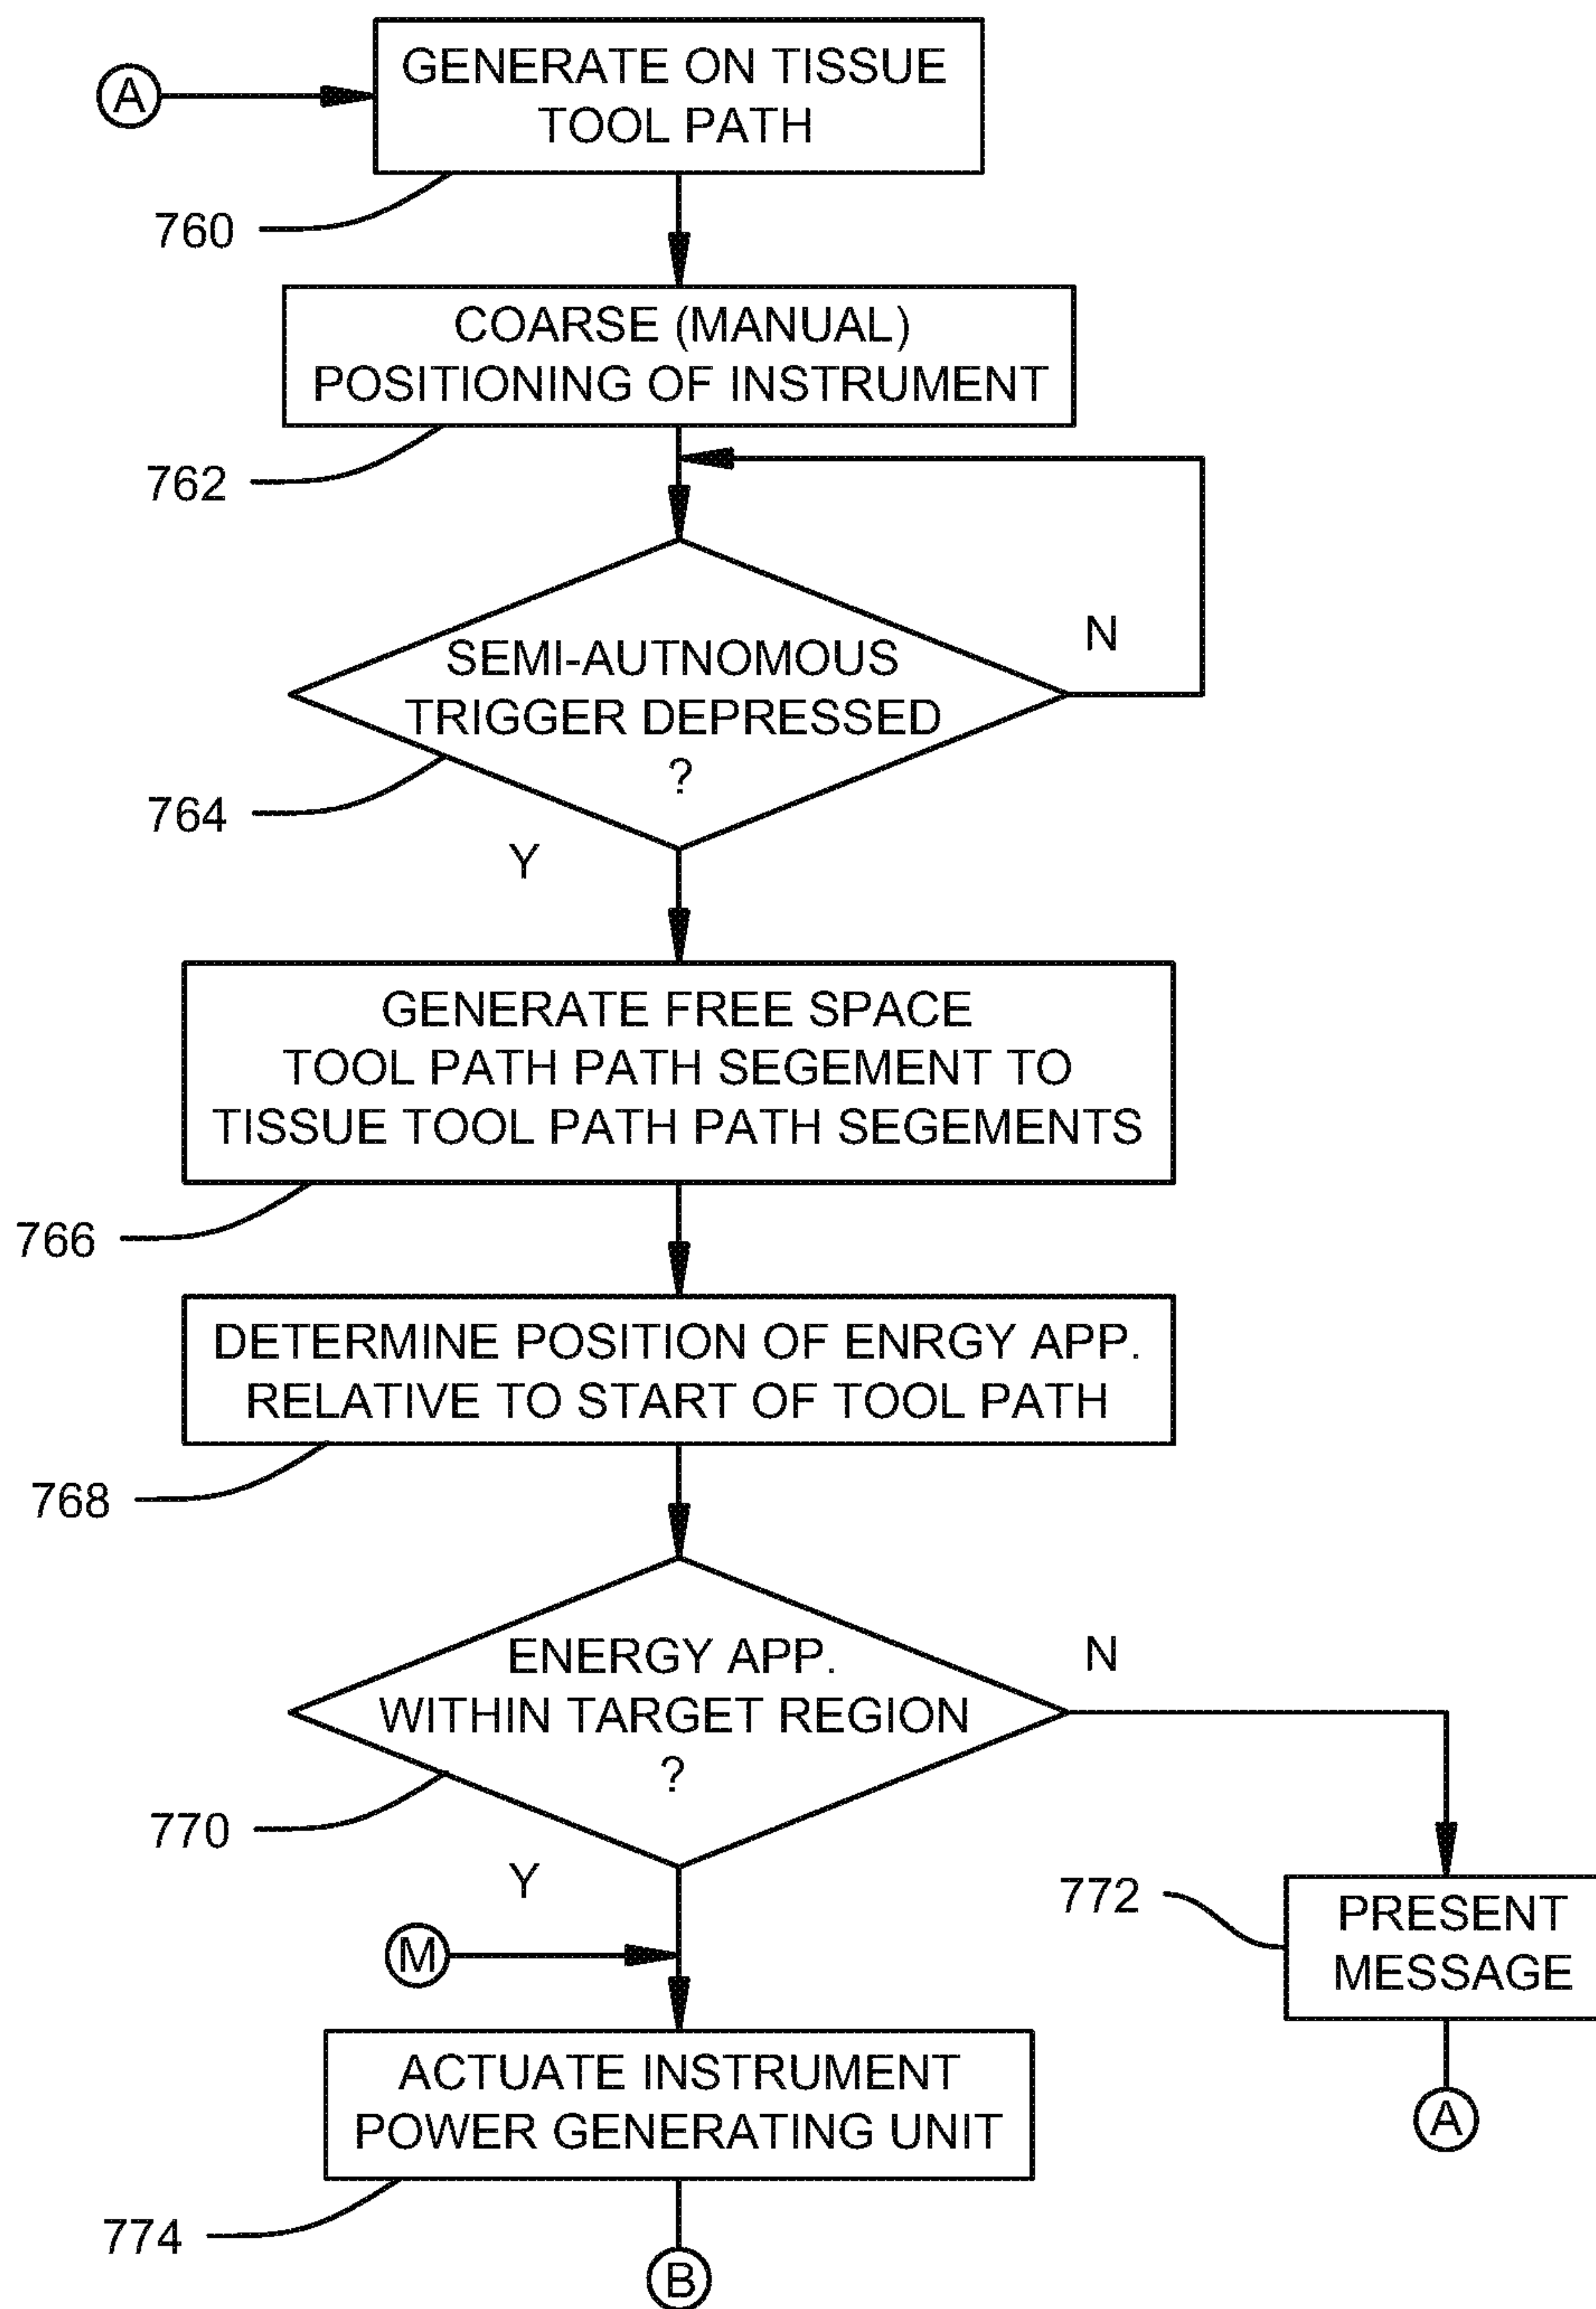 A
GENERATE ON TISSUE
TOOL PATH
760
COARSE (MANUAL)
POSITIONING OF INSTRUMENT
762
SEMI-AUTNOMOUS
TRIGGER DEPRESSED
?
N
764
Y
GENERATE FREE SPACE
TOOL PATH PATH SEGEMENT TO
TISSUE TOOL PATH PATH SEGEMENTS
766
DETERMINE POSITION OF ENRGY APP.
RELATIVE TO START OF TOOL PATH
768
ENERGY APP.
WITHIN TARGET REGION
?
N
770
Y
772
PRESENT
MESSAGE
M
A
ACTUATE INSTRUMENT
POWER GENERATING UNIT
774
B